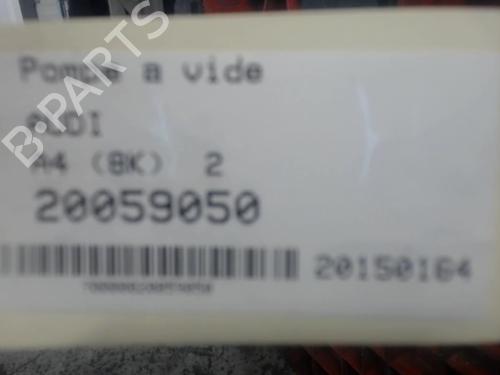 B-PARTS
Pompe a vide
AUDI
A4 (8K) 2
20059050
20150164